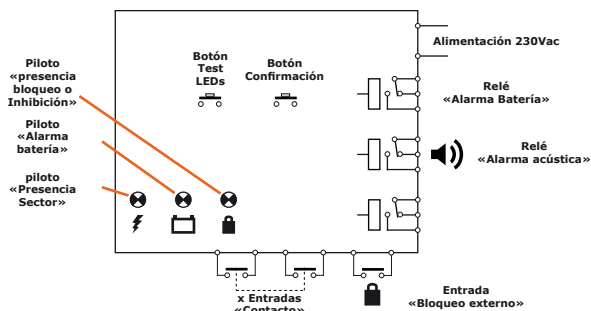 Alimentación 230Vac
Botón
Test
LEDs
Botón
Confirmación
Piloto
«presencia
bloqueo o
Inhibición»
Piloto
«Alarma
batería»
piloto
«Presencia
Sector»
Relé
«Alarma Batería»
Relé
«Alarma acústica»
x Entradas
«Contacto»
Entrada
«Bloqueo externo»